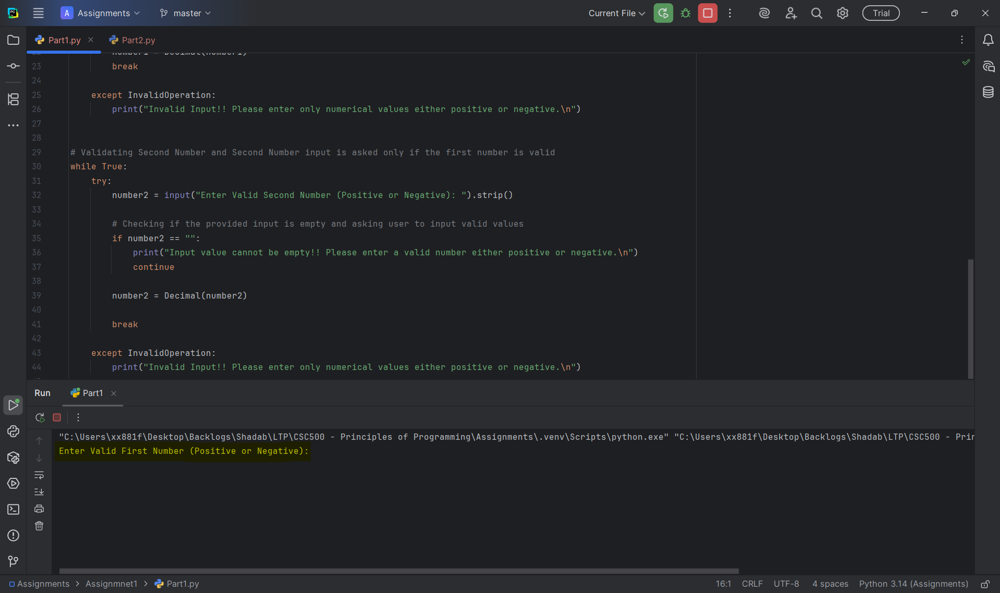 A Assignments master Current File Trial
Part1.py Part2.py
22 number1 = Decimal(number1)
23 break
24
25 except InvalidOperation:
26 print("Invalid Input!! Please enter only numerical values either positive or negative.\n")
27
28
29 # Validating Second Number and Second Number input is asked only if the first number is valid
30 while True:
31 try:
32 number2 = input("Enter Valid Second Number (Positive or Negative): ").strip()
33
34 # Checking if the provided input is empty and asking user to input valid values
35 if number2 == "":
36 print("Input value cannot be empty!! Please enter a valid number either positive or negative.\n")
37 continue
38
39 number2 = Decimal(number2)
40
41 break
42
43 except InvalidOperation:
44 print("Invalid Input!! Please enter only numerical values either positive or negative.\n")
Run Part1
"C:\Users\xx881f\Desktop\Backlogs\Shadab\LTP\CSC500 - Principles of Programming\Assignments\.venv\Scripts\python.exe" "C:\Users\xx881f\Desktop\Backlogs\Shadab\LTP\CSC500 - Prin
Enter Valid First Number (Positive or Negative):
Assignments > Assignmnet1 > Part1.py 16:1 CRLF UTF-8 4 spaces Python 3.14 (Assignments)